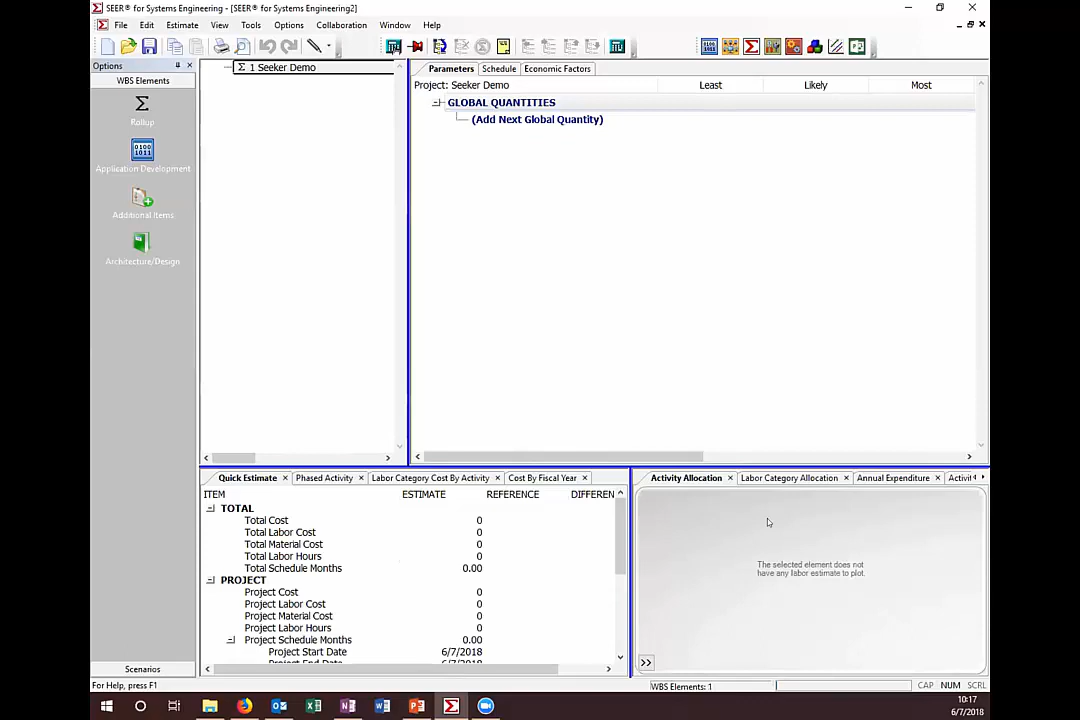 SEER® for Systems Engineering - [SEER® for Systems Engineering2]
File Edit Estimate View Tools Options Collaboration Window Help
Options
WBS Elements
Rollup
0100
1011
Application Development
Additional Items
Architecture/Design
Scenarios
Σ 1 Seeker Demo
Parameters Schedule Economic Factors
Project: Seeker Demo Least Likely Most
GLOBAL QUANTITIES
(Add Next Global Quantity)
Quick Estimate Phased Activity Labor Category Cost By Activity Cost By Fiscal Year
ITEM ESTIMATE REFERENCE DIFFEREN
TOTAL
Total Cost 0
Total Labor Cost 0
Total Material Cost 0
Total Labor Hours 0
Total Schedule Months 0.00
PROJECT
Project Cost 0
Project Labor Cost 0
Project Material Cost 0
Project Labor Hours 0
Project Schedule Months 0.00
Project Start Date 6/7/2018
Activity Allocation Labor Category Allocation Annual Expenditure
The selected element does not
have any labor estimate to plot.
For Help, press F1
WBS Elements: 1
CAP NUM SCRL
10:17
6/7/2018